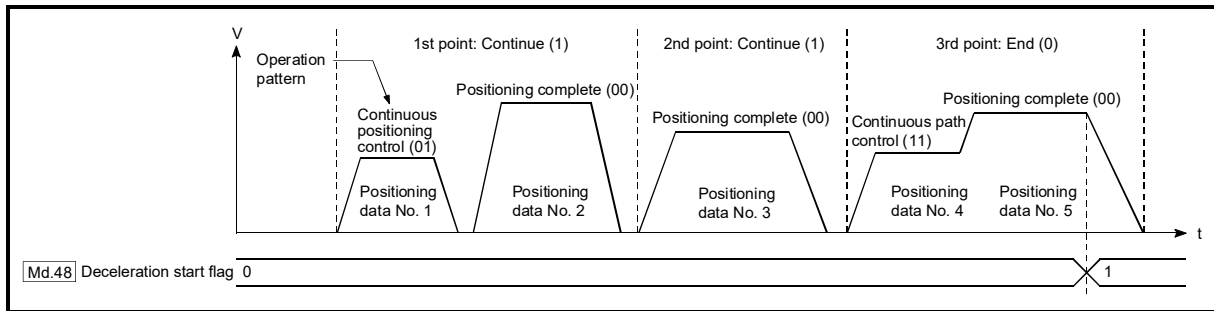 V
1st point: Continue (1)
2nd point: Continue (1)
3rd point: End (0)
Operation
pattern
Positioning complete (00)
Positioning complete (00)
Continuous
positioning
control (01)
Positioning complete (00)
Continuous path
control (11)
Positioning
data No. 1
Positioning
data No. 2
Positioning
data No. 3
Positioning
data No. 4
Positioning
data No. 5
t
Md.48 Deceleration start flag 0
1